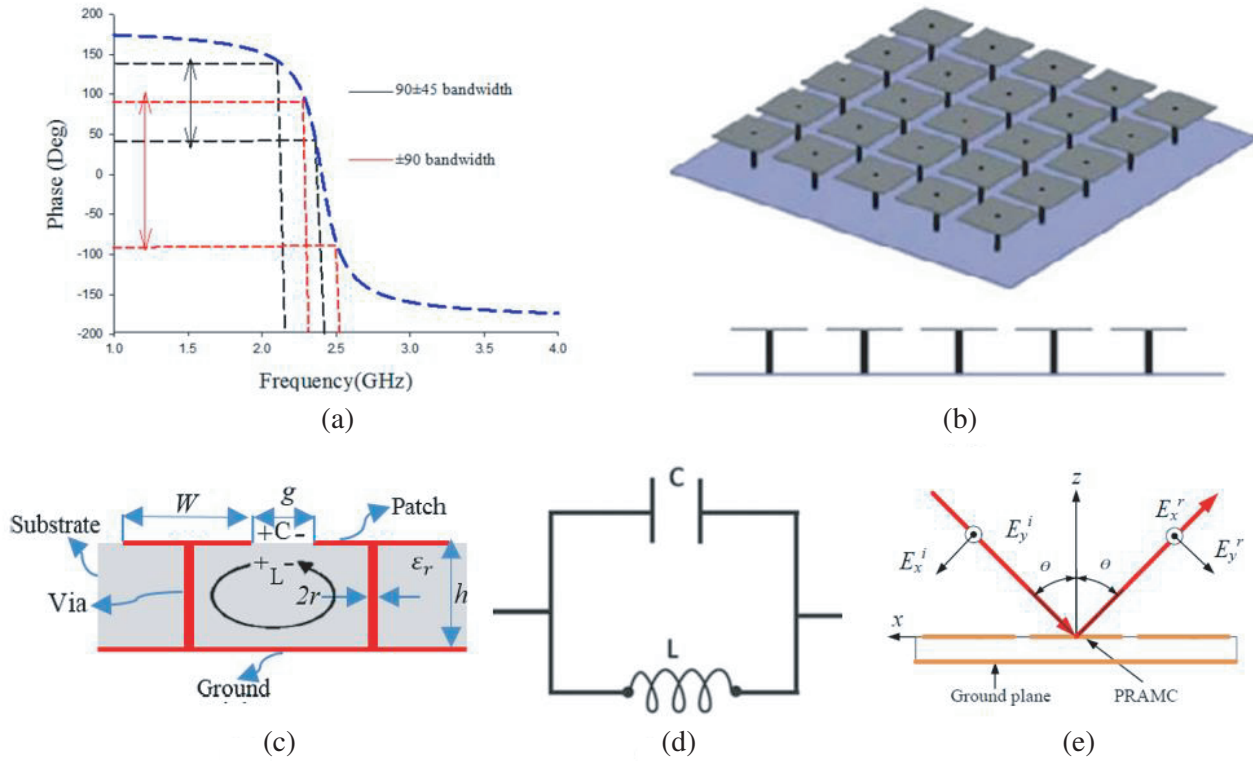 200
150
100
50
0
-50
-100
-150
-200
Phase (Deg)
90±45 bandwidth
±90 bandwidth
1.0 2.0 2.5 3.0 3.5 4.0
Frequency(GHz)
(a)
(b)
W g Patch
Substrate
+C-
+ -
L
εr
2r
h
Via
Ground
(c)
C
L
(d)
z
Exr
Eyi
Exi
Eyr
θ θ
x
Ground plane PRAMC
(e)